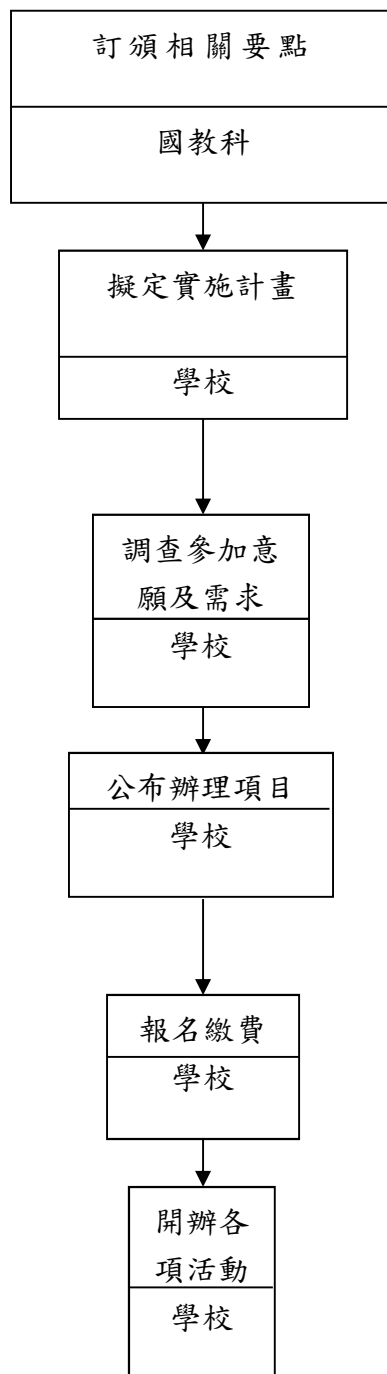 訂頒相關要點
國教科
擬定實施計畫
學校
調查參加意
願及需求
學校
公布辦理項目
學校
報名繳費
學校
開辦各
項活動
學校